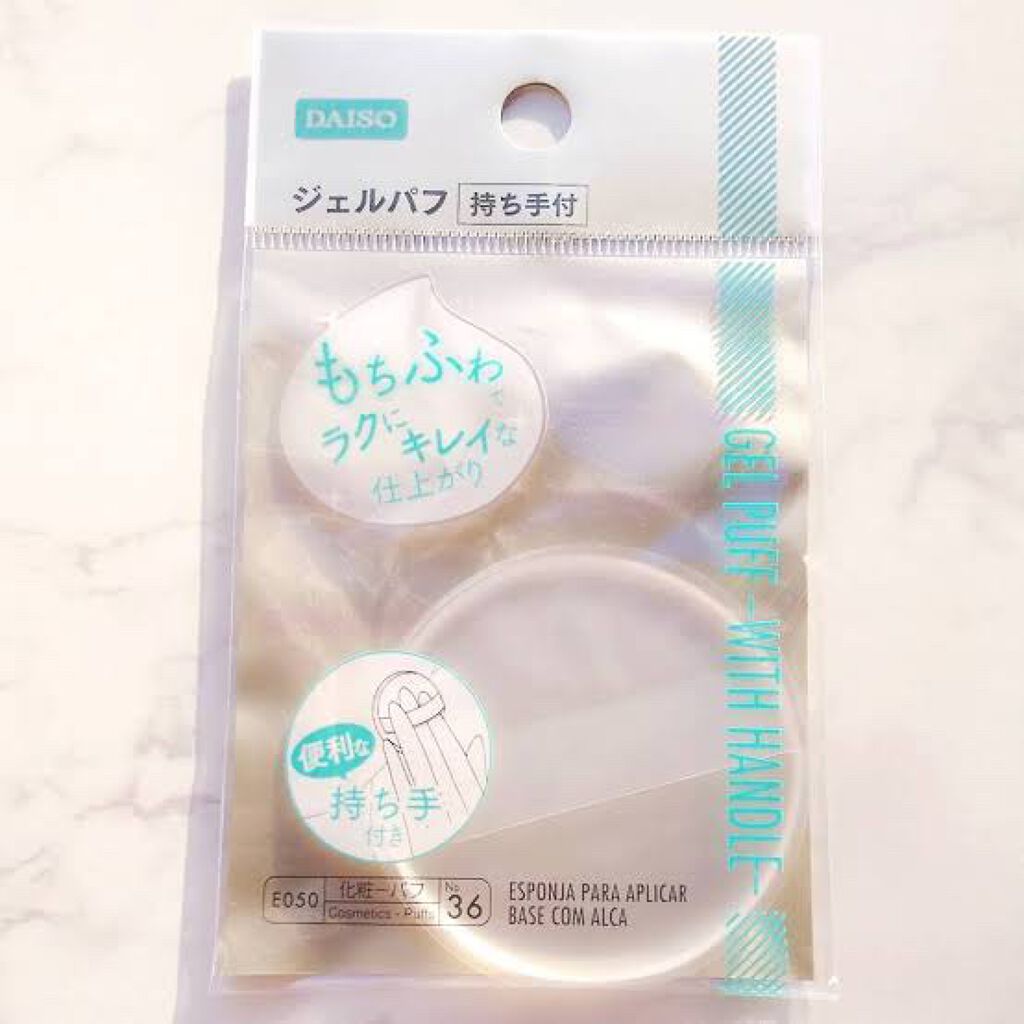 DAISO
ジェルパフ 持ち手付
もちふわで
ラクにキレイな
仕上がり
GEL PUFF -WITH HANDLE-
便利な
持ち手
付き
E050 化粧-パフ Cosmetics - Puffs No 36
ESPONJA PARA APLICAR
BASE COM ALCA